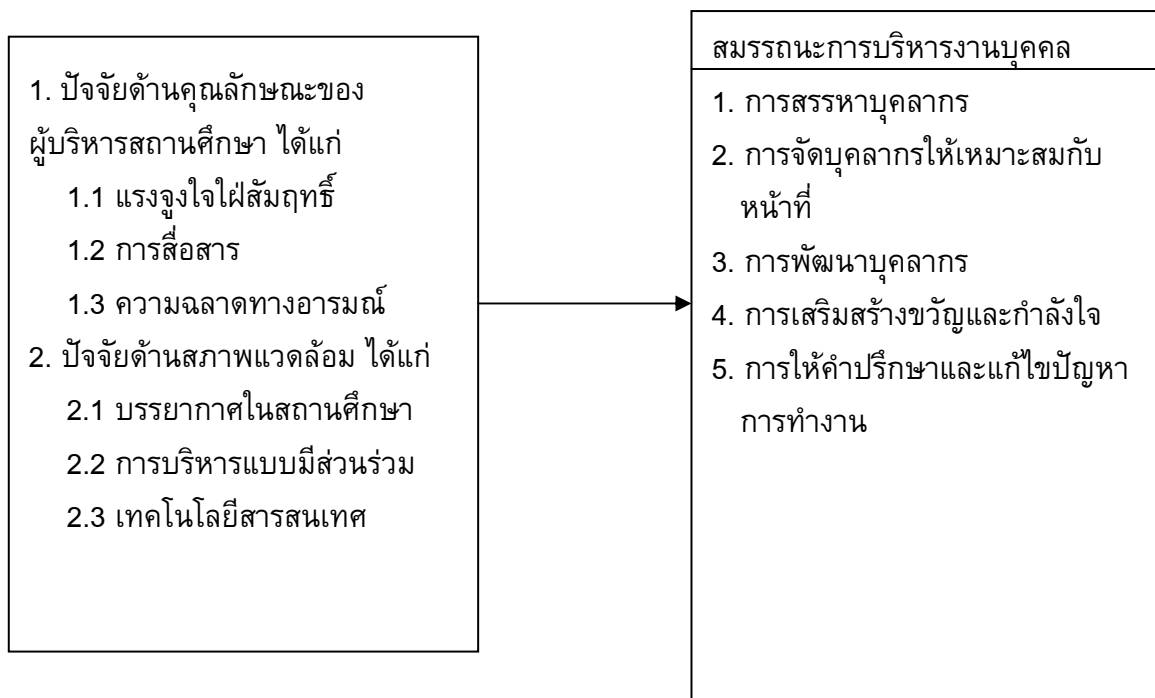 1. ปัจจัยด้านคุณลักษณะของ
ผู้บริหารสถานศึกษา ได้แก่
1.1 แรงจูงใจใฝ่สัมฤทธิ์
1.2 การสื่อสาร
1.3 ความฉลาดทางอารมณ์
2. ปัจจัยด้านสภาพแวดล้อม ได้แก่
2.1 บรรยากาศในสถานศึกษา
2.2 การบริหารแบบมีส่วนร่วม
2.3 เทคโนโลยีสารสนเทศ
สมรรถนะการบริหารงานบุคคล
1. การสรรหาบุคลากร
2. การจัดบุคลากรให้เหมาะสมกับ
หน้าที่
3. การพัฒนาบุคลากร
4. การเสริมสร้างขวัญและกำลังใจ
5. การให้คำปรึกษาและแก้ไขปัญหา
การทำงาน